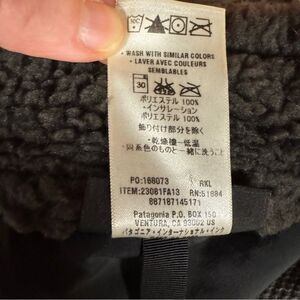 • WASH WITH SIMILAR COLORS
• LAVER AVEC COULEURS
SEMBLABLES
30
ポリエステル 100%
・インサレーション
ポリエステル 100%
飾り付け部分を除く
・乾燥機ー低温
・同系色のものと一緒に洗うこと
PO:168073 RKL
ITEM:23081FA13 RN:51884
887187145171
Patagonia P.O. BOX 150
VENTURA, CA 93002 US
パタゴニア・インターナショナル・インク